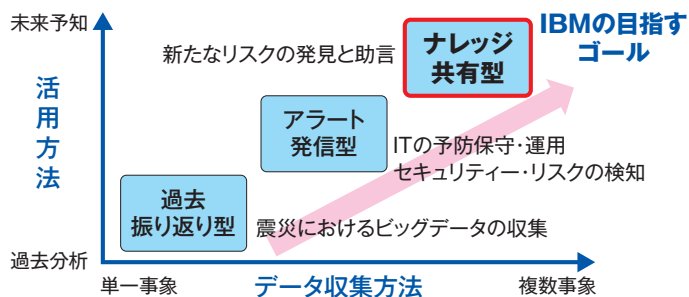 未来予知
IBMの目指す
ゴール
新たなリスクの発見と助言
ナレッジ
共有型
活用方法
アラート
発信型
ITの予防保守・運用
セキュリティー・リスクの検知
過去
振り返り型
震災におけるビッグデータの収集
過去分析
単一事象
データ収集方法
複数事象